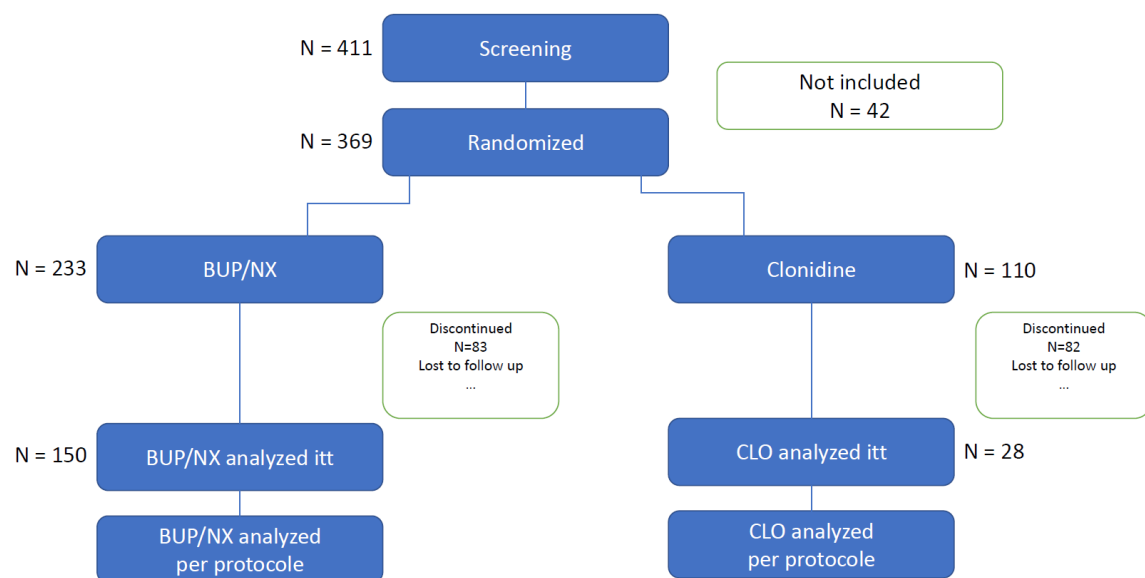 N = 411
Screening
Not included
N = 42
N = 369
Randomized
N = 233
BUP/NX
Clonidine
N = 110
Discontinued
N=83
Lost to follow up
...
Discontinued
N=82
Lost to follow up
...
N = 150
BUP/NX analyzed itt
CLO analyzed itt
N = 28
BUP/NX analyzed
per protocole
CLO analyzed
per protocole